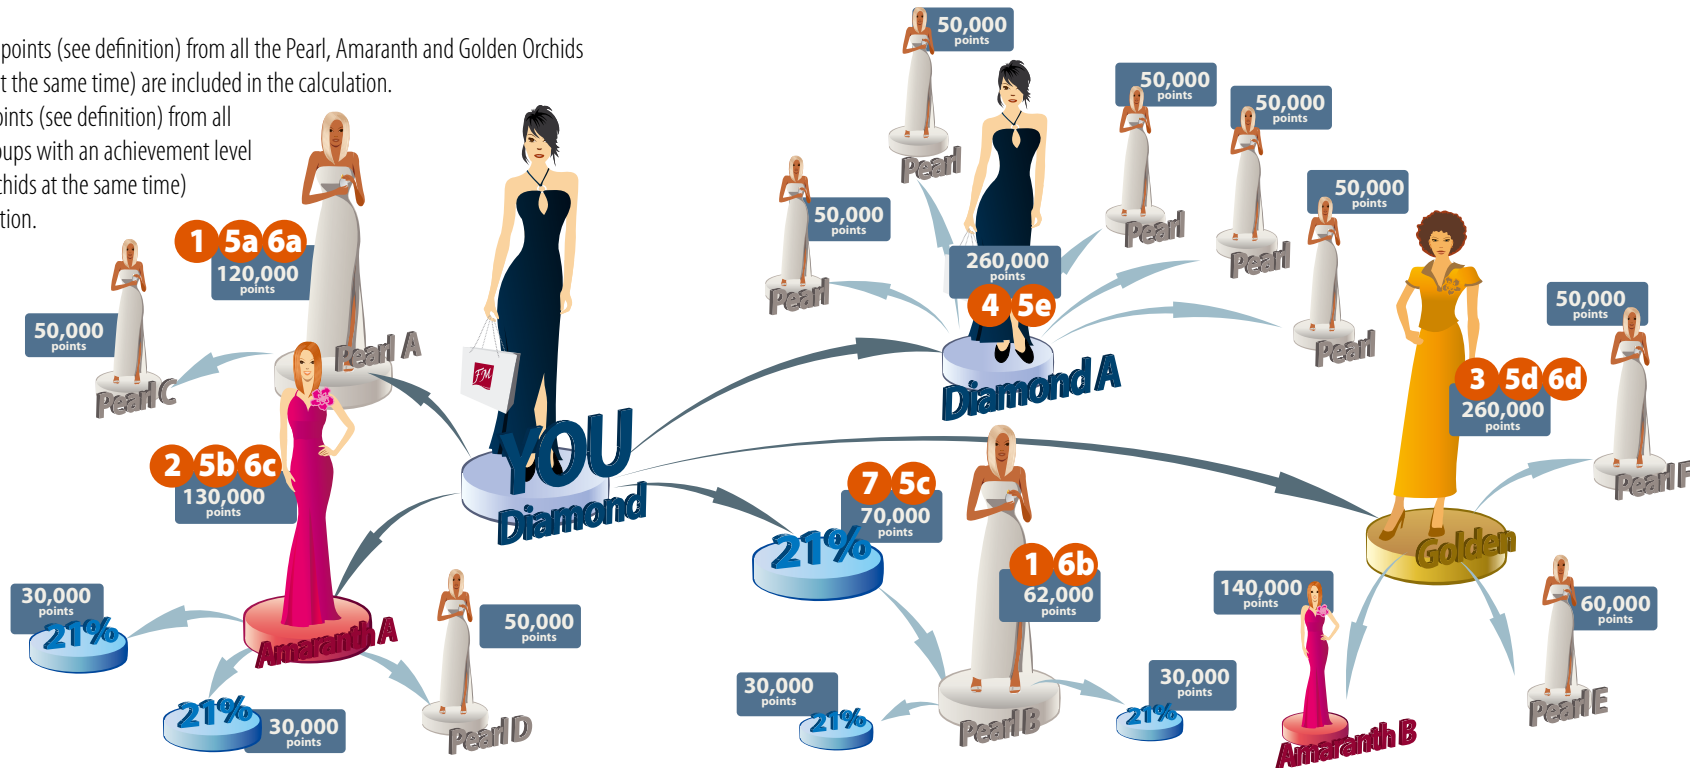 points (see definition) from all the Pearl, Amaranth and Golden Orchids
t the same time) are included in the calculation.
oints (see definition) from all
oups with an achievement level
chids at the same time)
tion.
1 5a 6a
120,000
points
Pearl A
50,000
points
Pearl C
2 5b 6c
130,000
points
Amaranth A
30,000
points
21%
21%
30,000
points
50,000
points
Pearl D
FM
YOU
Diamond
50,000
points
Pearl
50,000
points
Pearl
50,000
points
Pearl
50,000
points
Pearl
50,000
points
Pearl
260,000
points
4 5e
Diamond A
7 5c
70,000
points
21%
1 6b
62,000
points
Pearl B
30,000
points
21%
30,000
points
21%
3 5d 6d
260,000
points
Golden
50,000
points
Pearl F
140,000
points
Amaranth B
60,000
points
Pearl E